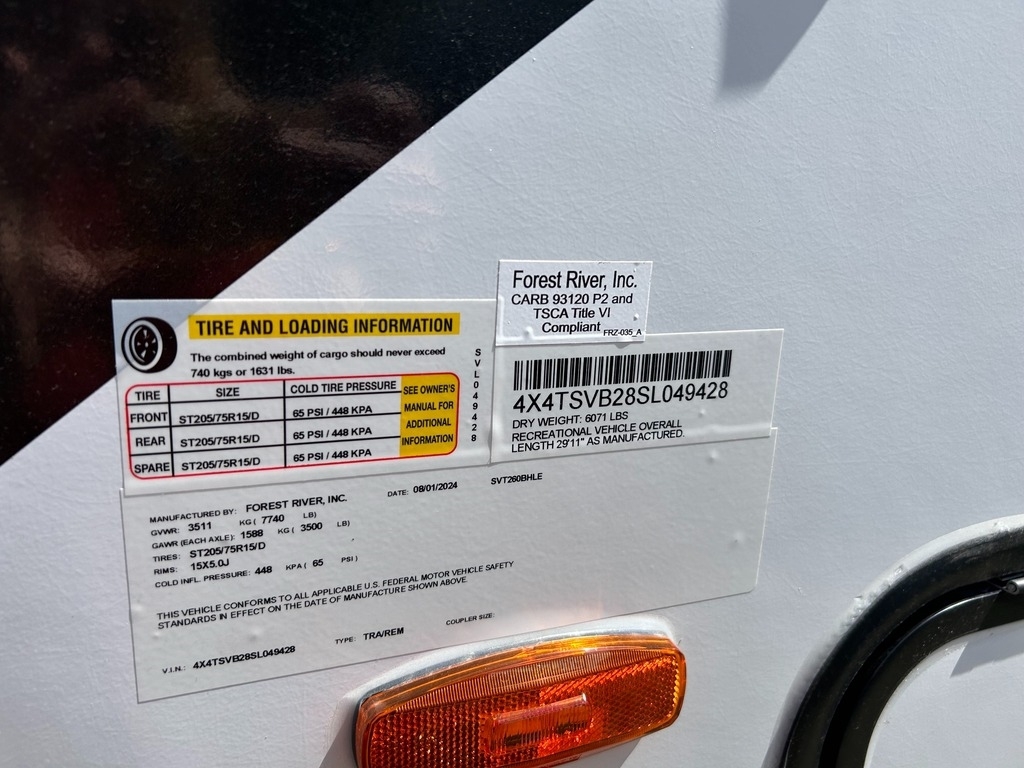 Forest River, Inc.
CARB 93120 P2 and
TSCA Title VI
Compliant
FRZ-035_A
TIRE AND LOADING INFORMATION
The combined weight of cargo should never exceed
740 kgs or 1631 lbs.
TIRE SIZE COLD TIRE PRESSURE
FRONT ST205/75R15/D 65 PSI / 448 KPA
REAR ST205/75R15/D 65 PSI / 448 KPA
SPARE ST205/75R15/D 65 PSI / 448 KPA
SEE OWNER'S
MANUAL FOR
ADDITIONAL
INFORMATION
SVL049428
4X4TSVB28SL049428
DRY WEIGHT: 6071 LBS
RECREATIONAL VEHICLE OVERALL
LENGTH 29'11" AS MANUFACTURED.
MANUFACTURED BY: FOREST RIVER, INC. DATE: 08/01/2024 SVT260BHLE
GVWR: 3511 KG ( 7740 LB)
GAWR (EACH AXLE): 1588 KG ( 3500 LB)
TIRES: ST205/75R15/D
RIMS: 15X5.0J
COLD INFL. PRESSURE: 448 KPA ( 65 PSI )
THIS VEHICLE CONFORMS TO ALL APPLICABLE U.S. FEDERAL MOTOR VEHICLE SAFETY
STANDARDS IN EFFECT ON THE DATE OF MANUFACTURE SHOWN ABOVE.
V.I.N.: 4X4TSVB28SL049428 TYPE: TRA/REM COUPLER SIZE: